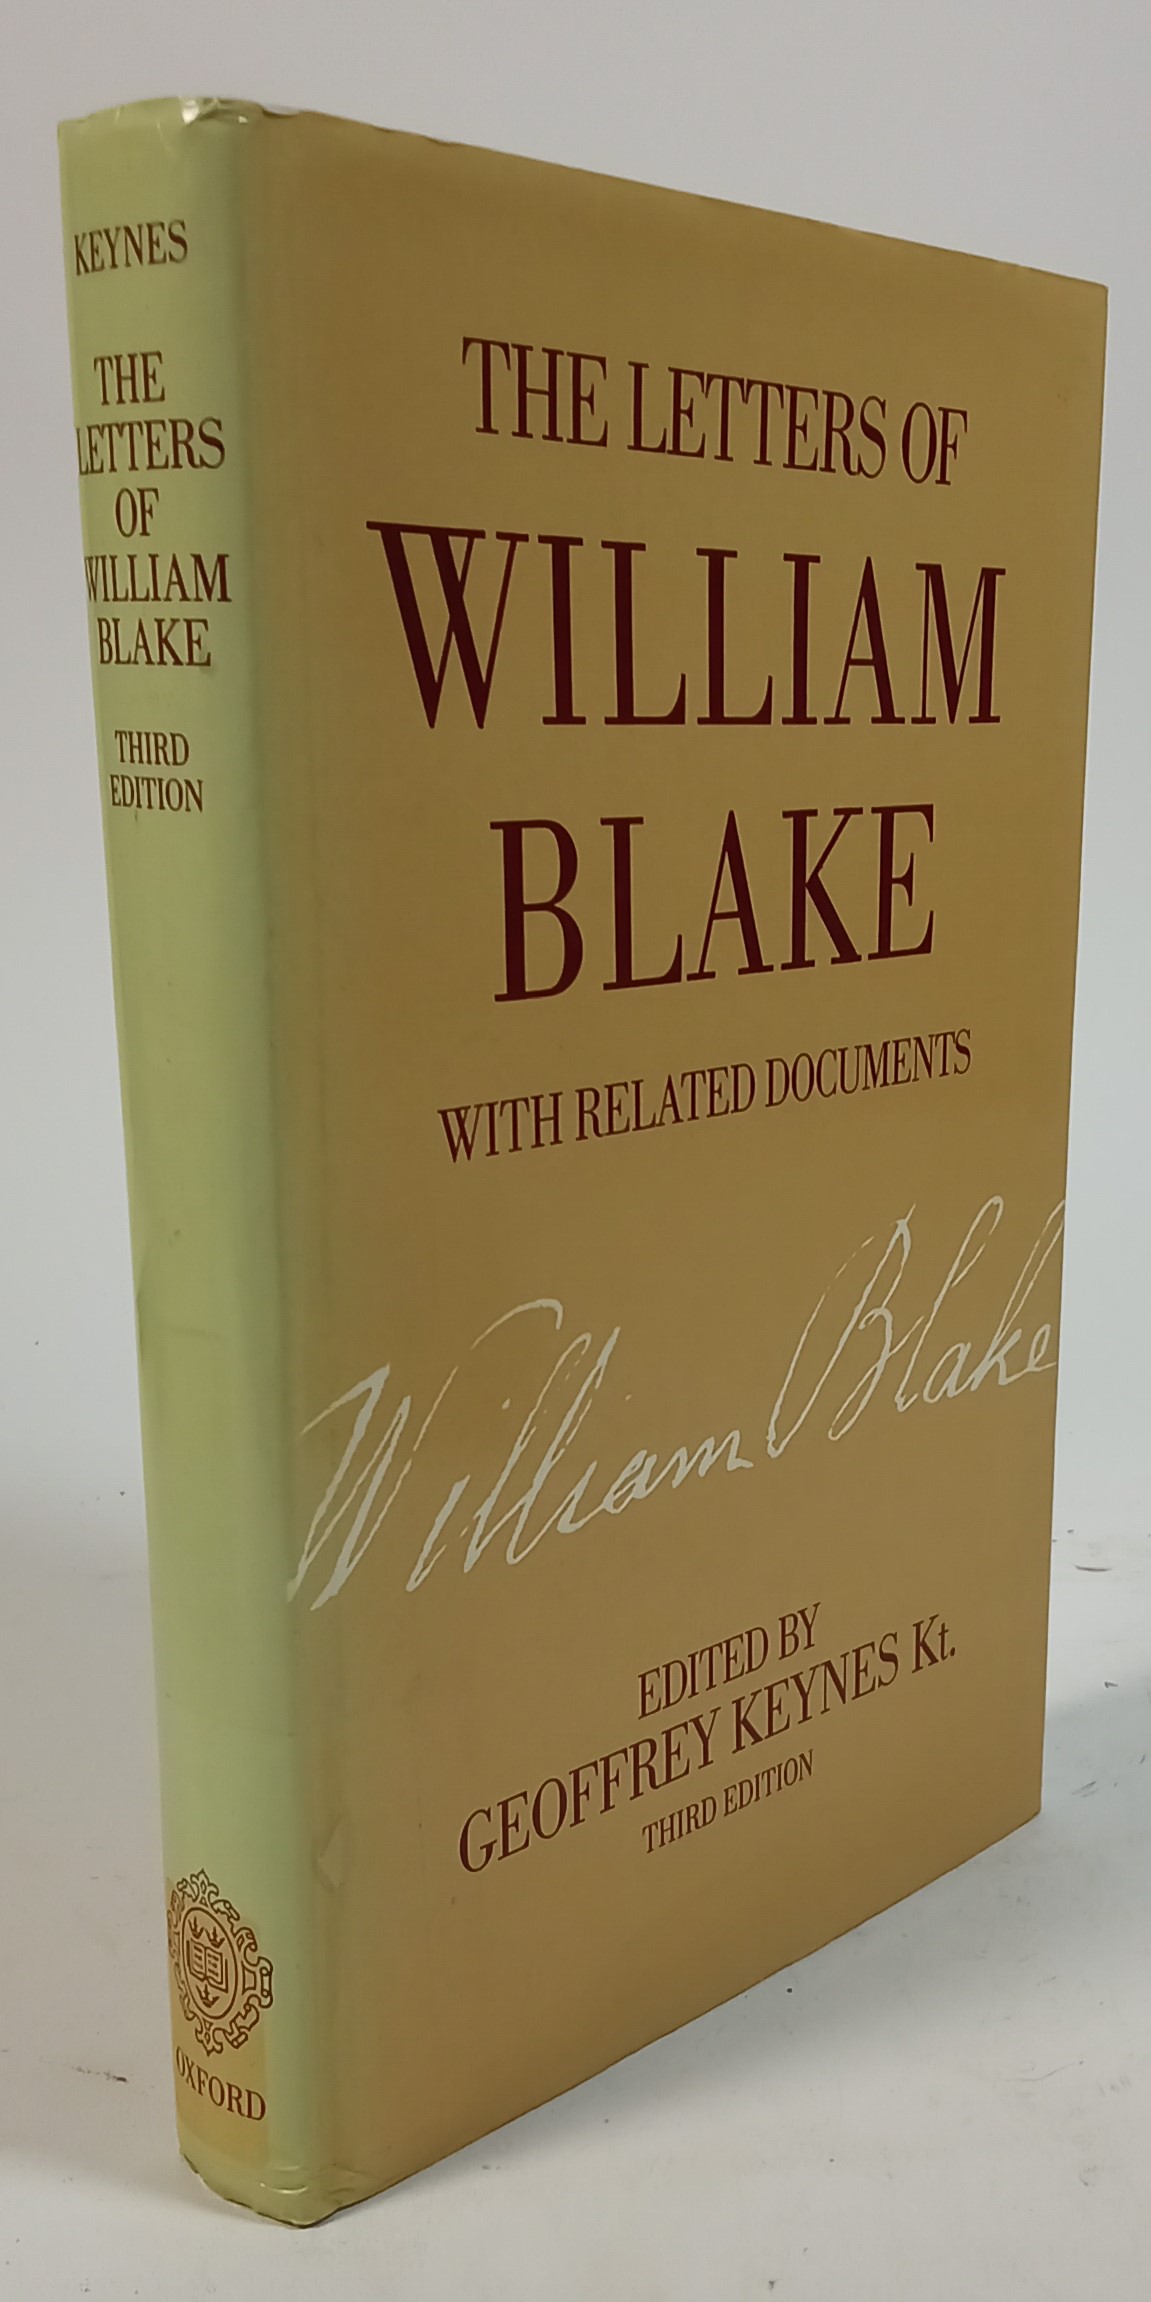 KEYNES
THE
LETTERS
OF
WILLIAM
BLAKE
THIRD
EDITION
OXFORD
THE LETTERS OF
WILLIAM
BLAKE
WITH RELATED DOCUMENTS
William Blake
EDITED BY
GEOFFREY KEYNES Kt.
THIRD EDITION